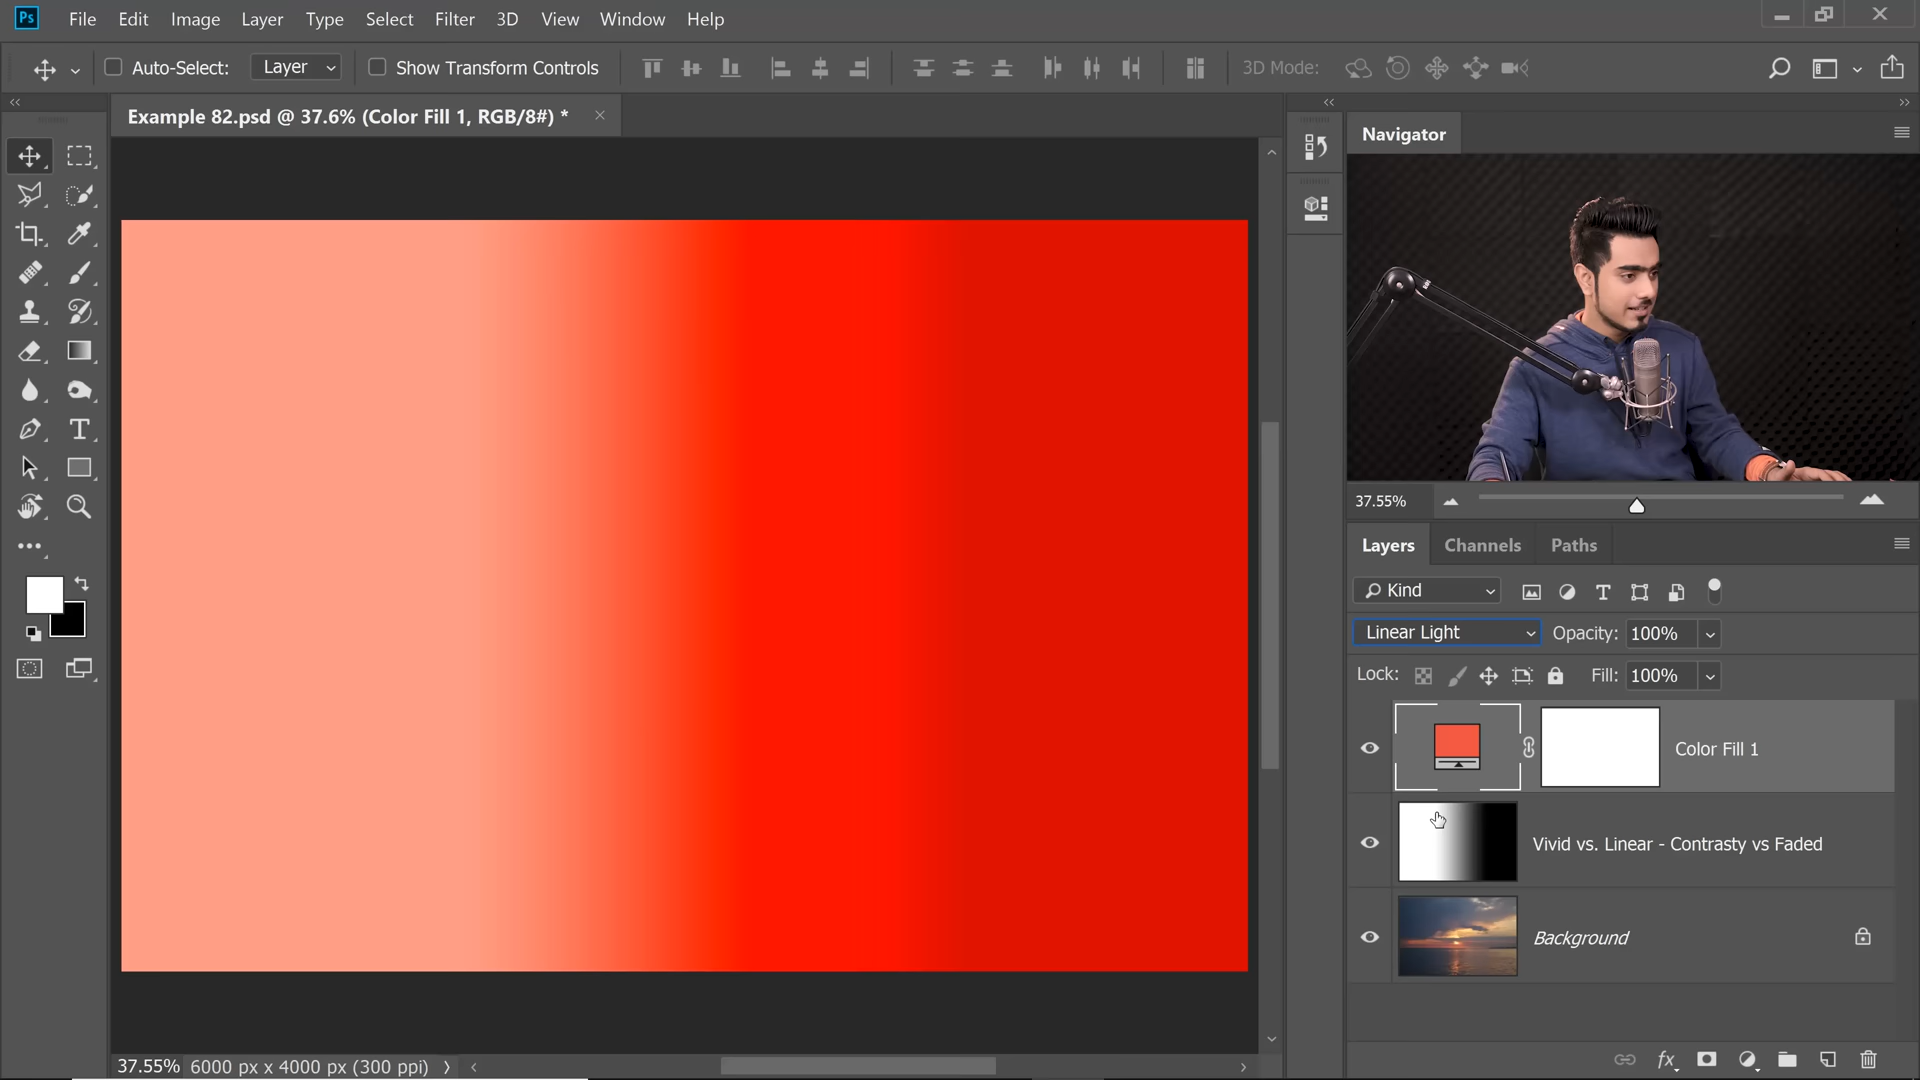 Ps File Edit Image Layer Type Select Filter 3D View Window Help
Auto-Select: Layer Show Transform Controls 3D Mode:
Example 82.psd @ 37.6% (Color Fill 1, RGB/8#) *
Navigator
37.55%
Layers Channels Paths
Kind
Linear Light Opacity: 100%
Lock: Fill: 100%
Color Fill 1
Vivid vs. Linear - Contrasty vs Faded
Background
fx
37.55% 6000 px x 4000 px (300 ppi)